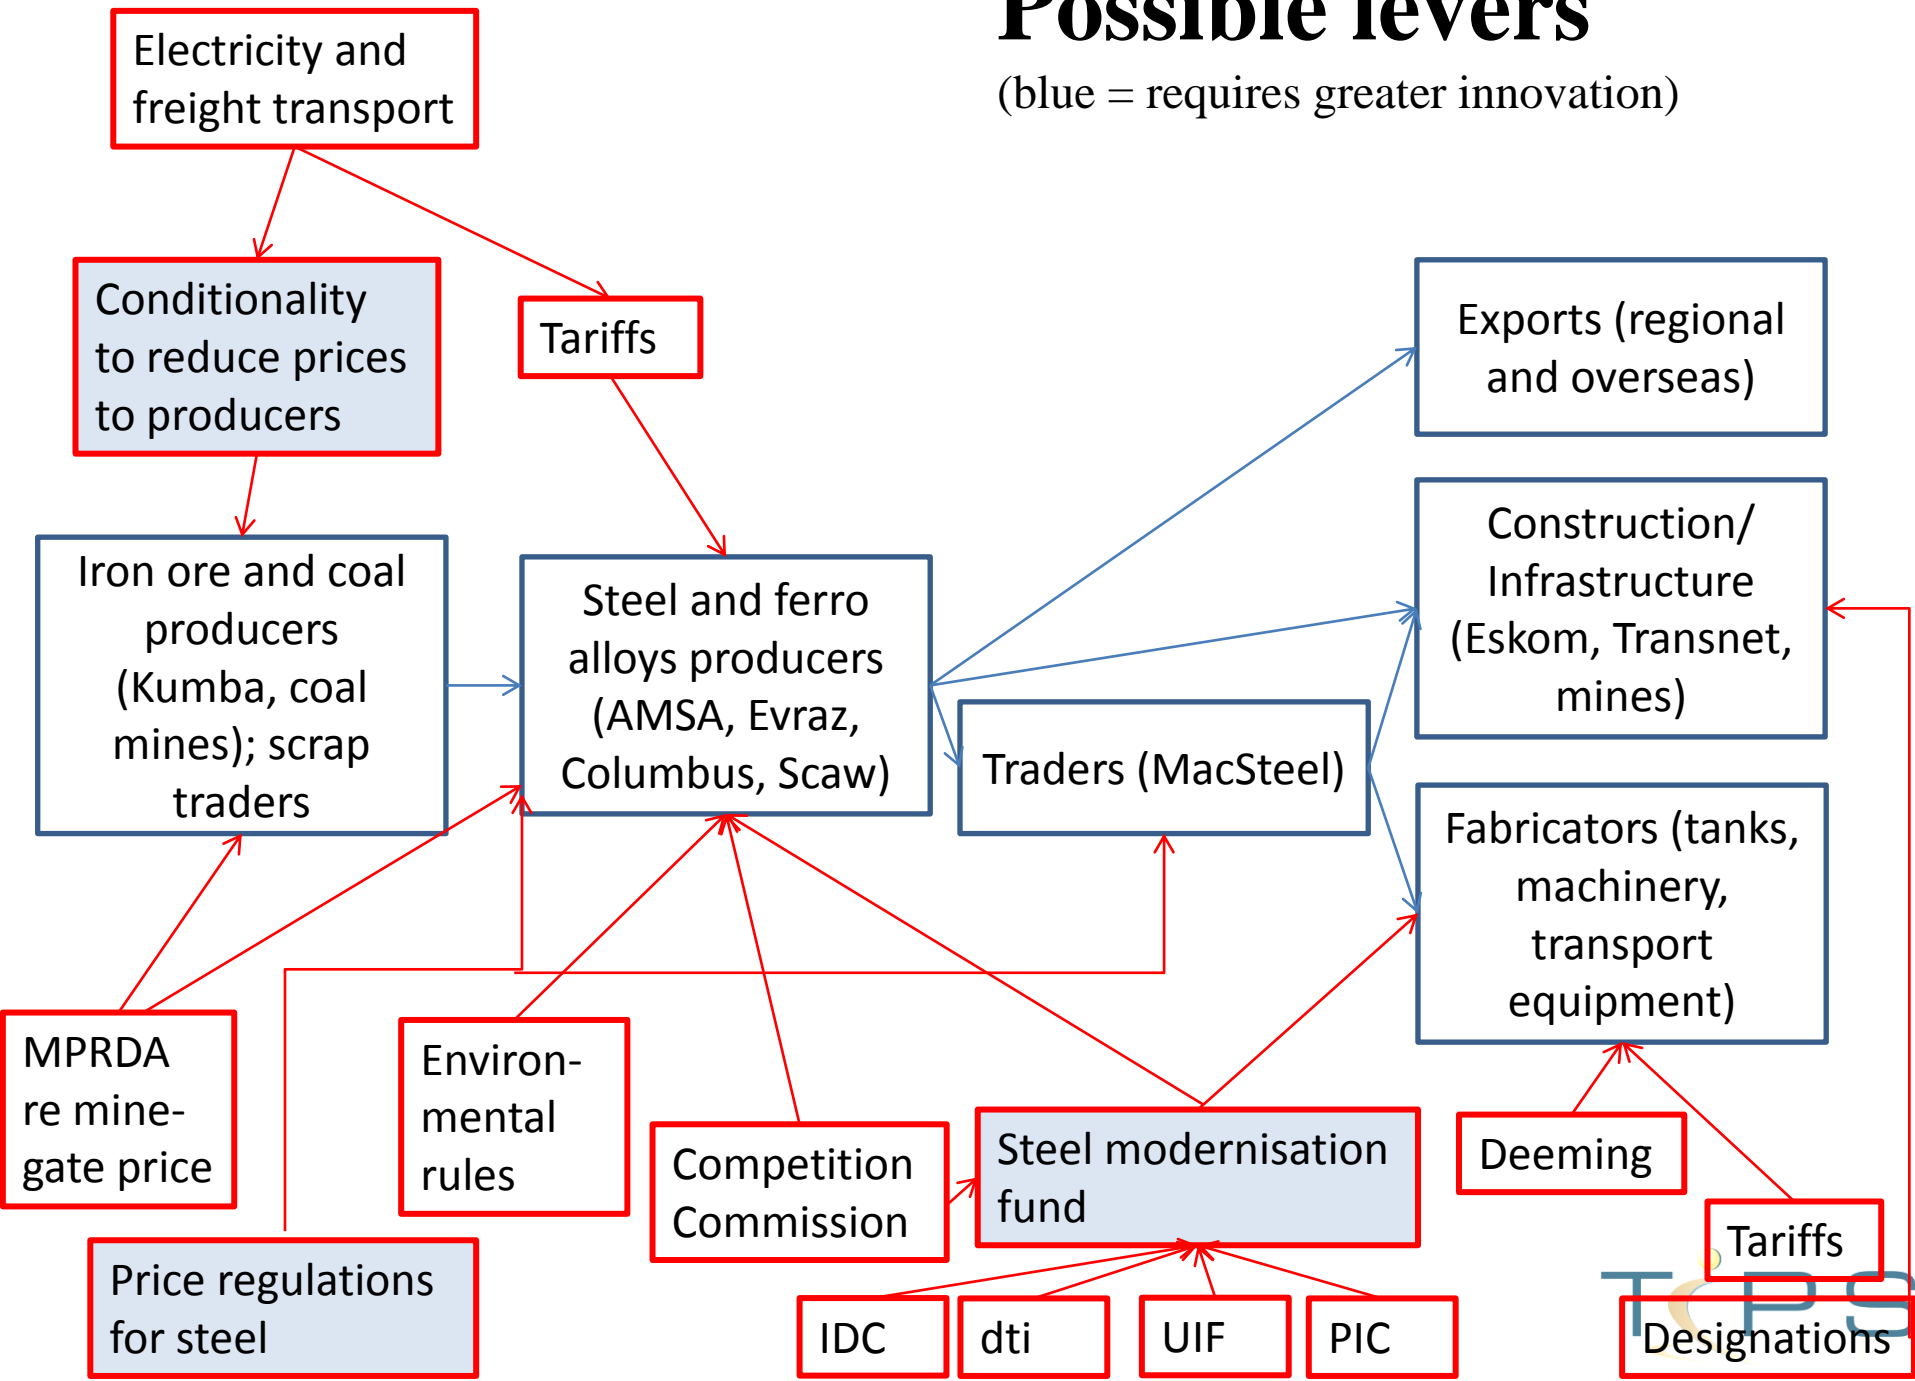 Possible levers
(blue = requires greater innovation)
Electricity and
freight transport
Conditionality
to reduce prices
to producers
Tariffs
Exports (regional
and overseas)
Iron ore and coal
producers
(Kumba, coal
mines); scrap
traders
Steel and ferro
alloys producers
(AMSA, Evraz,
Columbus, Scaw)
Traders (MacSteel)
Construction/
Infrastructure
(Eskom, Transnet,
mines)
Fabricators (tanks,
machinery,
transport
equipment)
MPRDA
re mine-
gate price
Environ-
mental
rules
Competition
Commission
Steel modernisation
fund
Deeming
Tariffs
Price regulations
for steel
IDC
dti
UIF
PIC
Designations
TIPS